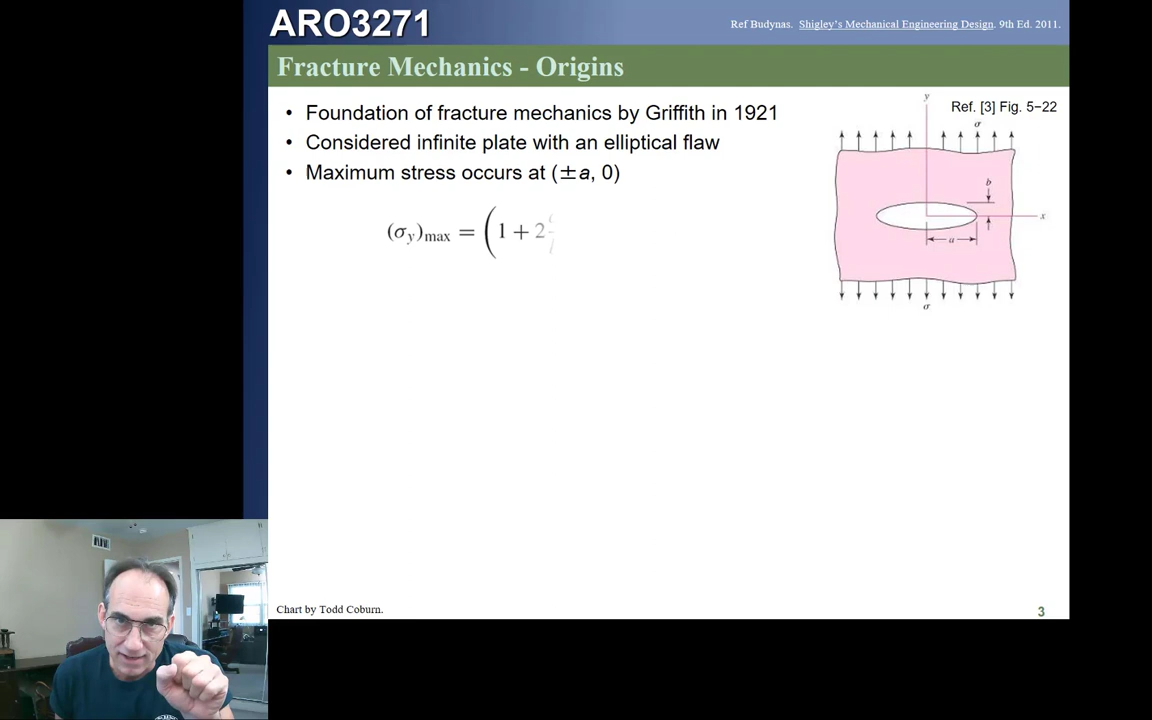 ARO3271
Ref Budynas. Shigley's Mechanical Engineering Design. 9th Ed. 2011.
Fracture Mechanics - Origins
• Foundation of fracture mechanics by Griffith in 1921
• Considered infinite plate with an elliptical flaw
• Maximum stress occurs at (±a, 0)
(σy)max = (1 + 2
Ref. [3] Fig. 5−22
y
σ
b
x
a
σ
Chart by Todd Coburn.
3